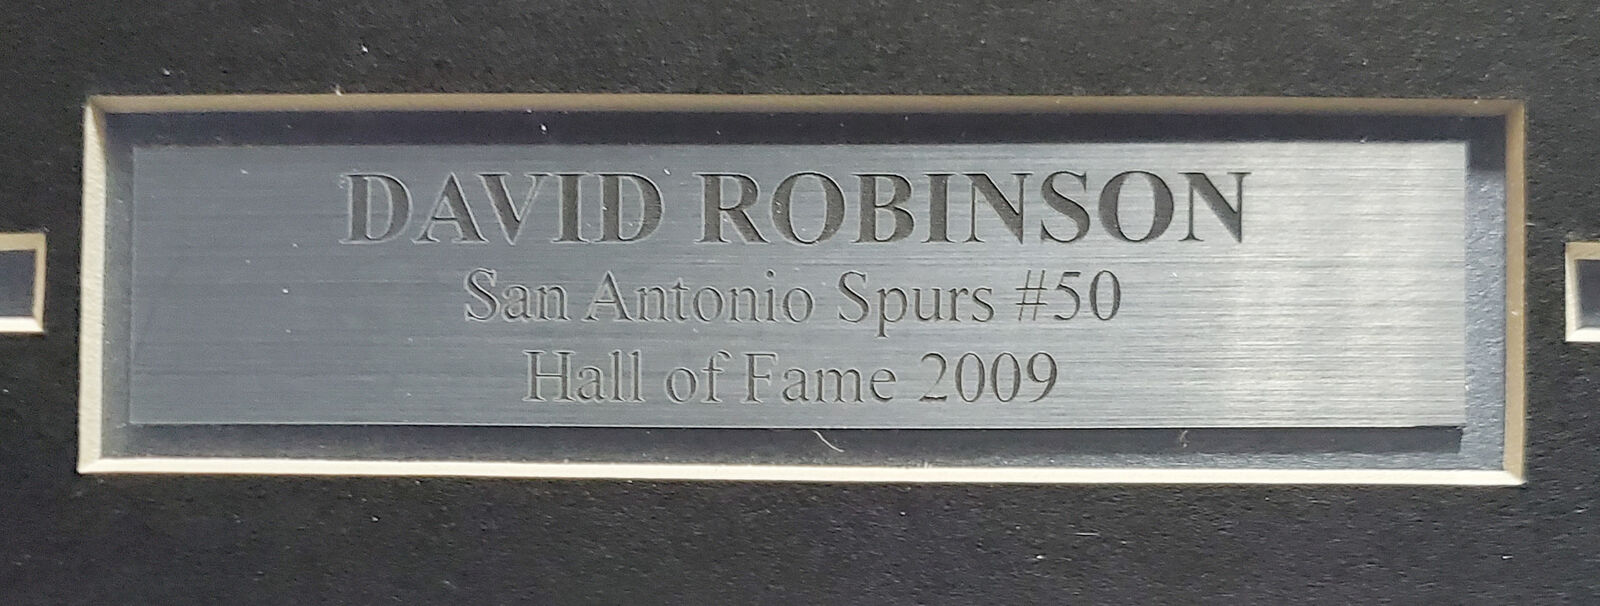 DAVID ROBINSON
San Antonio Spurs #50
Hall of Fame 2009